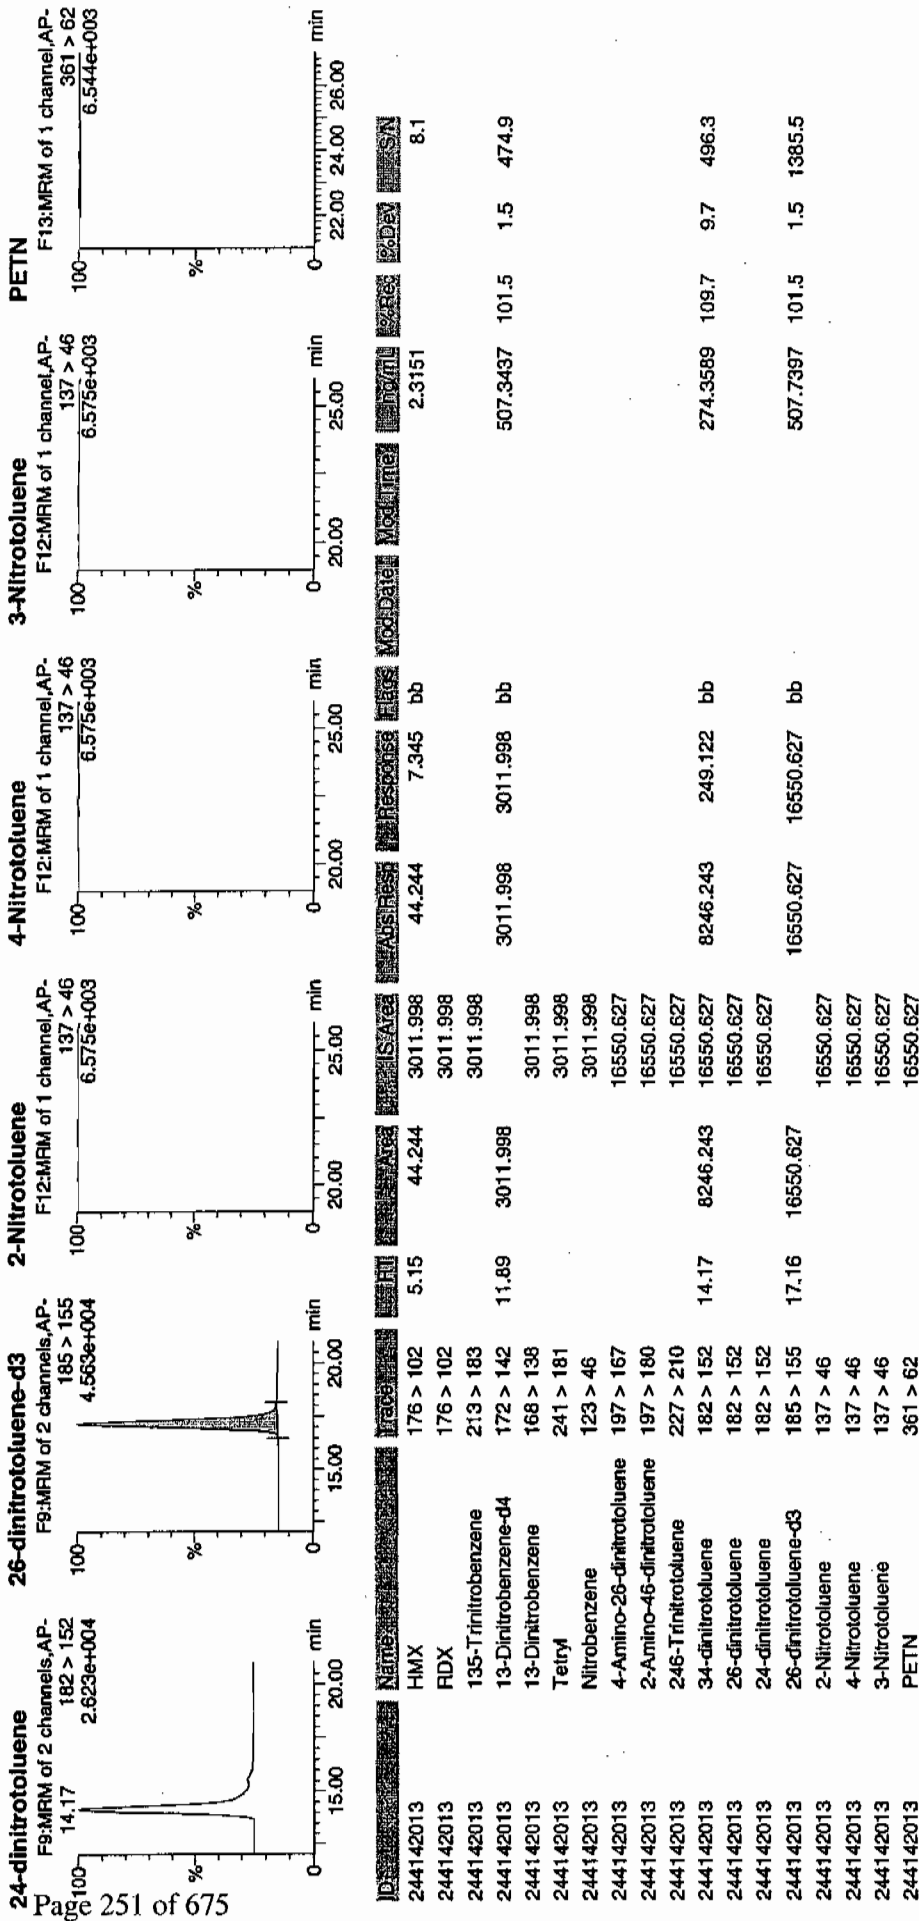 24-dinitrotoluene
F9:MRM of 2 channels,AP-
14.17 182 > 152
2.623e+004
100
%
0
15.00 20.00 min
26-dinitrotoluene-d3
F9:MRM of 2 channels,AP-
185 > 155
4.563e+004
100
%
0
15.00 20.00 min
2-Nitrotoluene
F12:MRM of 1 channel,AP-
137 > 46
6.575e+003
100
%
0
20.00 25.00 min
4-Nitrotoluene
F12:MRM of 1 channel,AP-
137 > 46
6.575e+003
100
%
0
20.00 25.00 min
3-Nitrotoluene
F12:MRM of 1 channel,AP-
137 > 46
6.575e+003
100
%
0
20.00 25.00 min
PETN
F13:MRM of 1 channel,AP-
361 > 62
6.544e+003
100
%
0
22.00 24.00 26.00 min
ID Name Trace RT Area IS Area Abs.Resp Response Flags Mod.Date Mod.Time ng/mL %Rec %Dev S/N
244142013 HMX 176 > 102 5.15 44.244 3011.998 44.244 7.345 bb 2.3151 8.1
244142013 RDX 176 > 102 3011.998
244142013 135-Trinitrobenzene 213 > 183 3011.998
244142013 13-Dinitrobenzene-d4 172 > 142 11.89 3011.998 3011.998 3011.998 bb 507.3437 101.5 1.5 474.9
244142013 13-Dinitrobenzene 168 > 138 3011.998
244142013 Tetryl 241 > 181 3011.998
244142013 Nitrobenzene 123 > 46 3011.998
244142013 4-Amino-26-dinitrotoluene 197 > 167 16550.627
244142013 2-Amino-46-dinitrotoluene 197 > 180 16550.627
244142013 246-Trinitrotoluene 227 > 210 16550.627
244142013 34-dinitrotoluene 182 > 152 14.17 8246.243 16550.627 8246.243 249.122 bb 274.3589 109.7 9.7 496.3
244142013 26-dinitrotoluene 182 > 152 16550.627
244142013 24-dinitrotoluene 182 > 152 16550.627
244142013 26-dinitrotoluene-d3 185 > 155 17.16 16550.627 16550.627 16550.627 bb 507.7397 101.5 1.5 1385.5
244142013 2-Nitrotoluene 137 > 46 16550.627
244142013 4-Nitrotoluene 137 > 46 16550.627
244142013 3-Nitrotoluene 137 > 46 16550.627
244142013 PETN 361 > 62 16550.627
Page 251 of 675